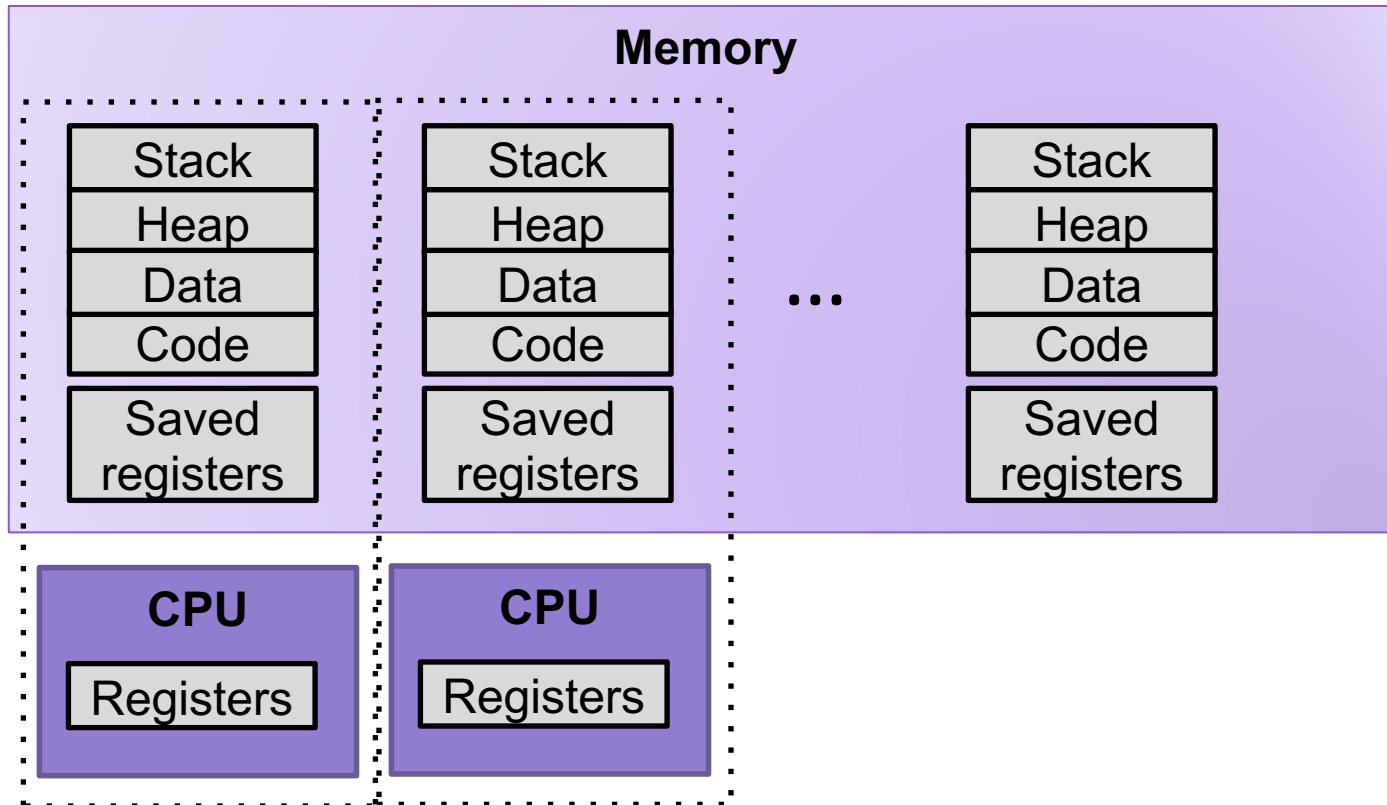 Memory
Stack
Heap
Data
Code
Saved
registers
Stack
Heap
Data
Code
Saved
registers
...
Stack
Heap
Data
Code
Saved
registers
CPU
Registers
CPU
Registers